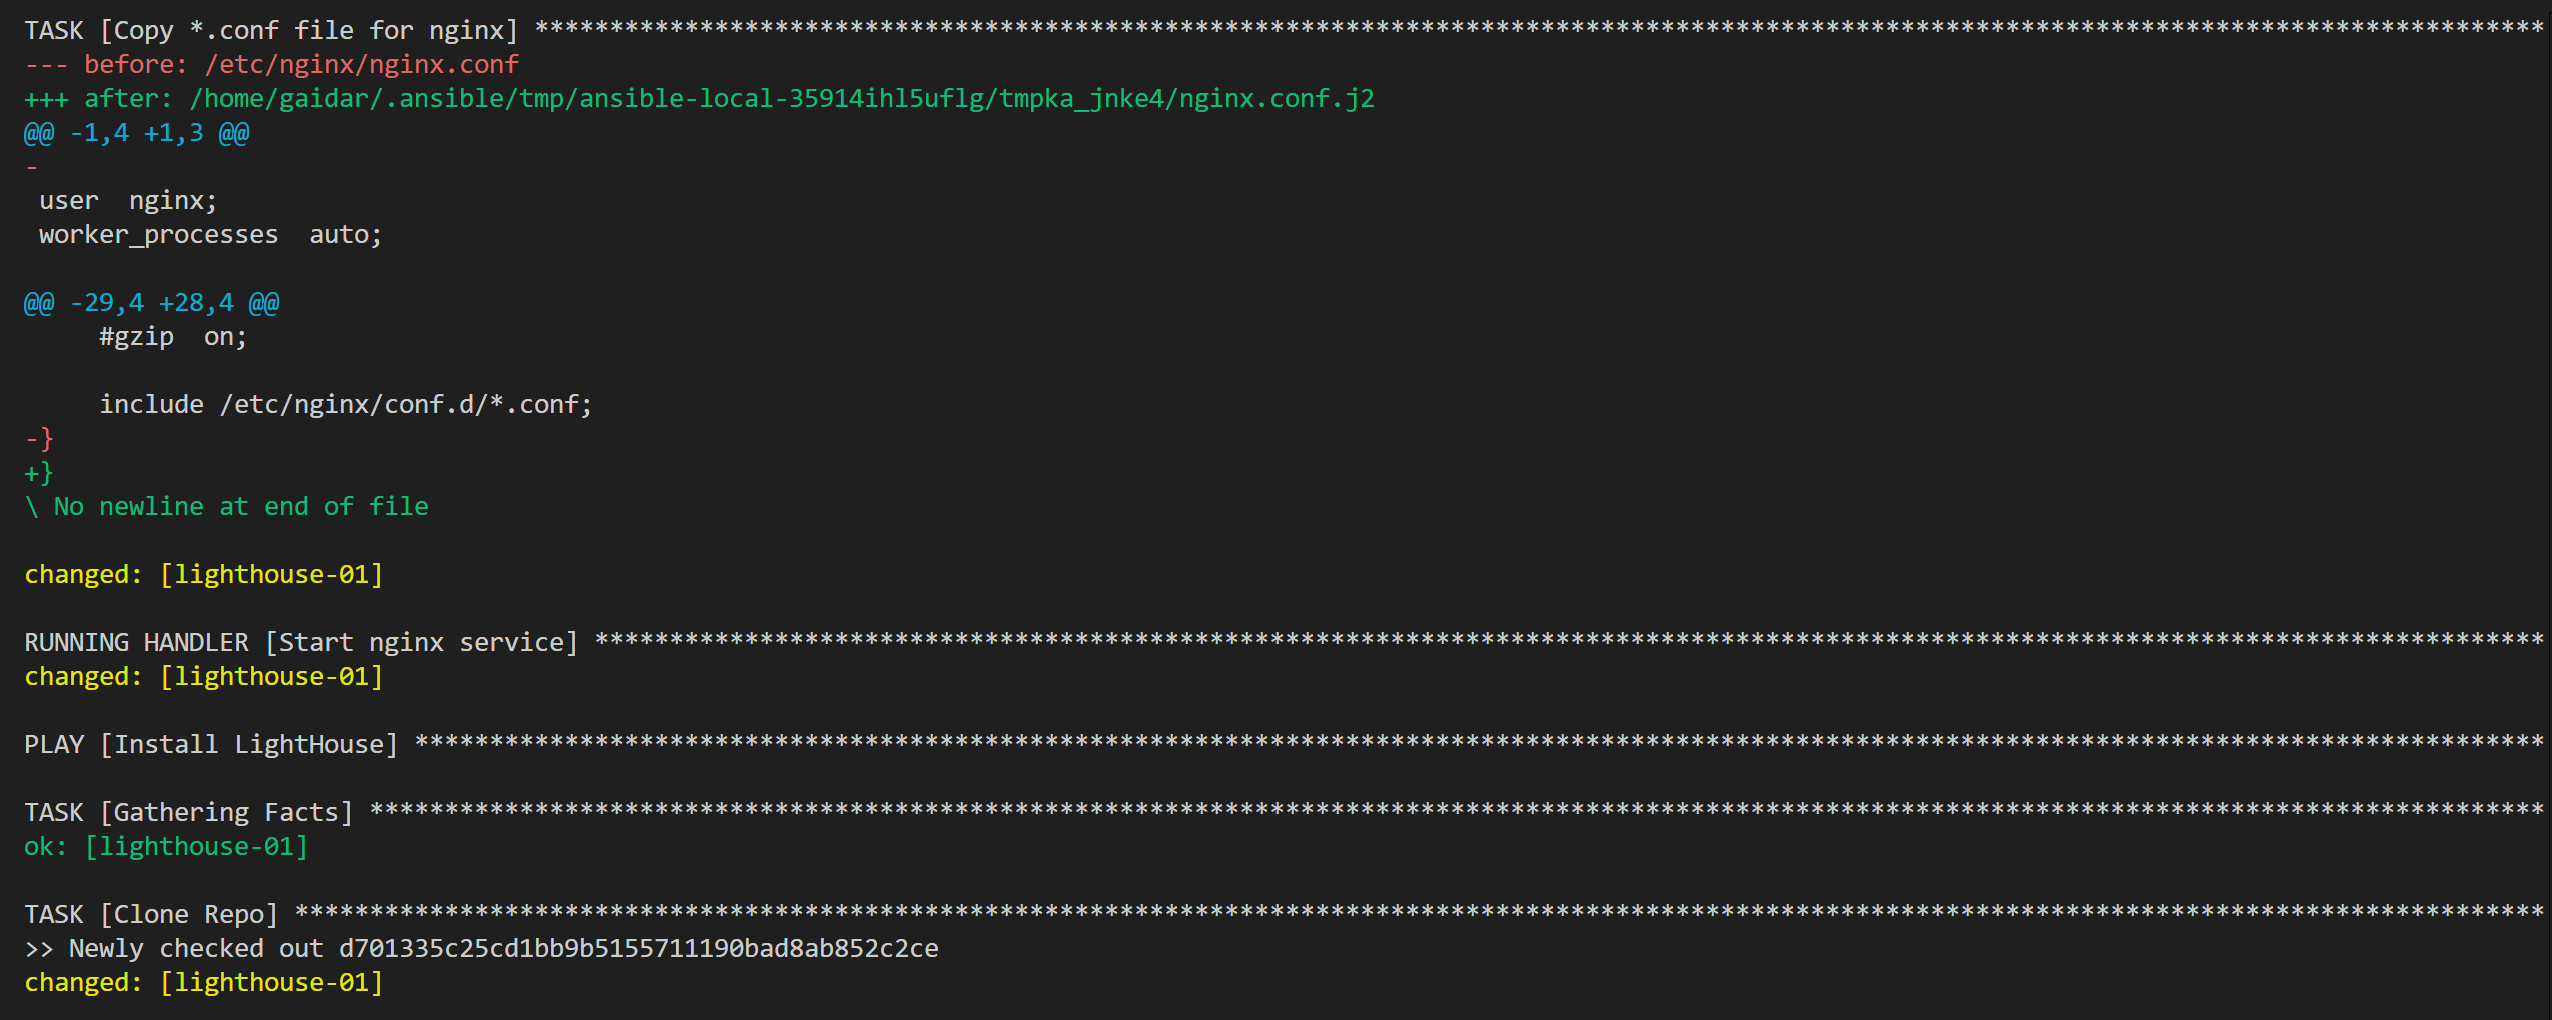 TASK [Copy *.conf file for nginx] **************************************************************************************************************************************
--- before: /etc/nginx/nginx.conf
+++ after: /home/gaidar/.ansible/tmp/ansible-local-35914ihl5uflg/tmpka_jnke4/nginx.conf.j2
@@ -1,4 +1,3 @@
-
 user  nginx;
 worker_processes  auto;
@@ -29,4 +28,4 @@
     #gzip  on;
     include /etc/nginx/conf.d/*.conf;
-}
+}
\ No newline at end of file
changed: [lighthouse-01]
RUNNING HANDLER [Start nginx service] **********************************************************************************************************************************
PLAY [Install LightHouse] **********************************************************************************************************************************************
TASK [Gathering Facts] *************************************************************************************************************************************************
ok: [lighthouse-01]
TASK [Clone Repo] ******************************************************************************************************************************************************
>> Newly checked out d701335c25cd1bb9b5155711190bad8ab852c2ce
changed: [lighthouse-01]